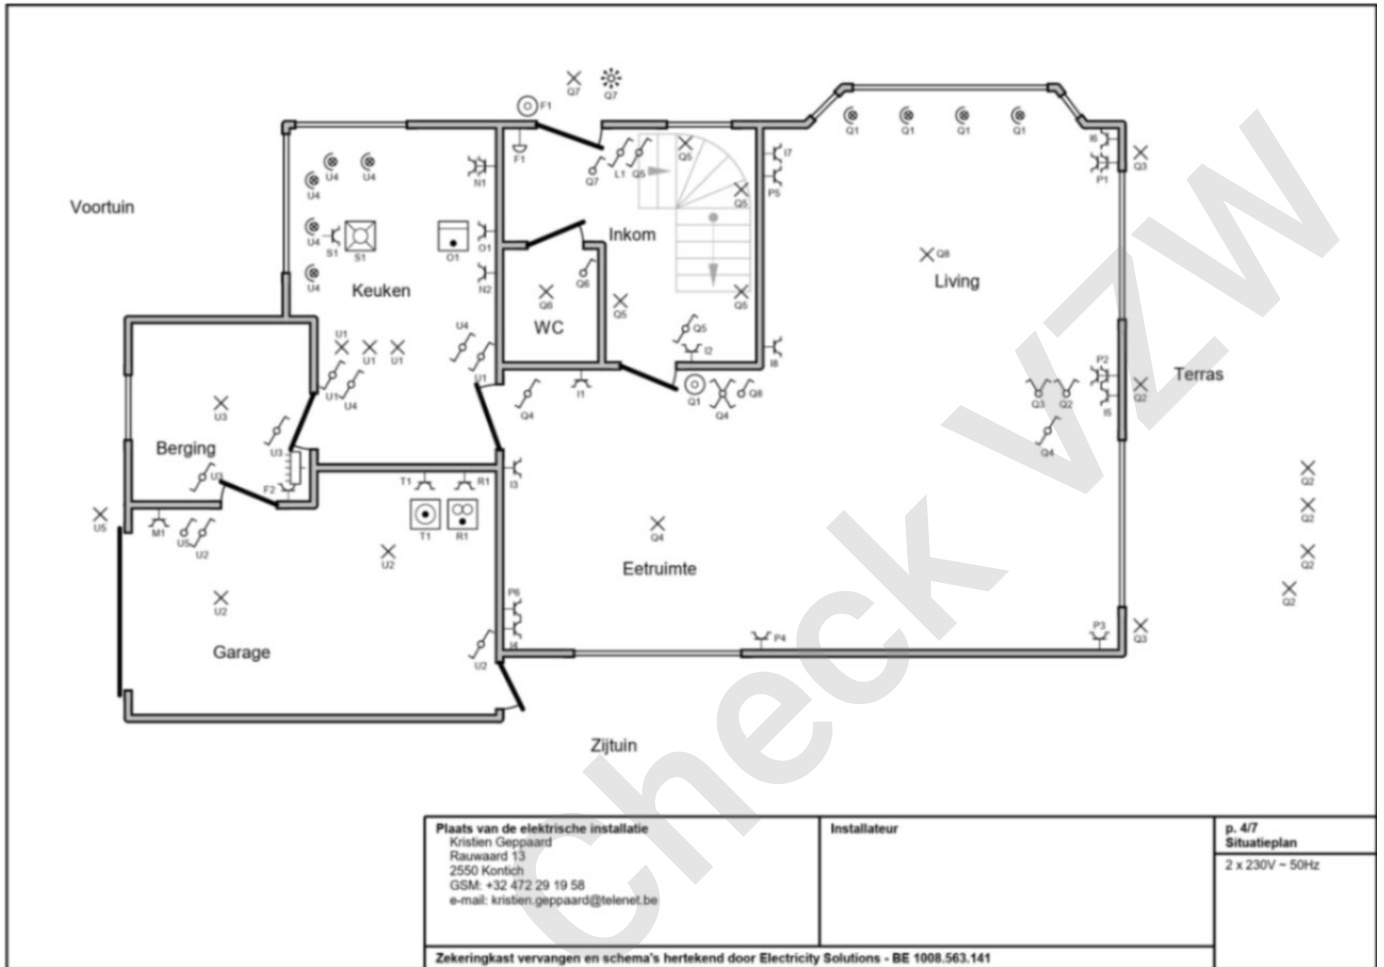 Q7
Q7
F1
F1
Q1
Q1
Q1
Q1
I6
Q3
P1
I7
P5
U4
U4
U4
U4
U4
N1
Q7
L1
Q5
Q5
Q5
Voortuin
S1
S1
O1
O1
Inkom
Q8
Living
Keuken
N2
Q6
Q6
WC
Q5
Q5
Q5
I2
I8
U1
U1
U1
U4
U1
U1
U4
Q4
I1
Q1
Q4
Q8
P2
Q3
Q2
I5
Q2
Terras
Q4
U3
Berging
U3
U3
F2
T1
R1
I3
T1
R1
U5
M1
U5
U2
U2
Q4
Eetruimte
Q2
Q2
Q2
Q2
U2
P6
I4
U2
Garage
P4
P3
Q3
Zijtuin
Check VZW
Plaats van de elektrische installatie
Kristien Geppaard
Rauwaard 13
2550 Kontich
GSM: +32 472 29 19 58
e-mail: kristien.geppaard@telenet.be
Installateur
p. 4/7
Situatieplan
2 x 230V ~ 50Hz
Zekeringkast vervangen en schema's hertekend door Electricity Solutions - BE 1008.563.141